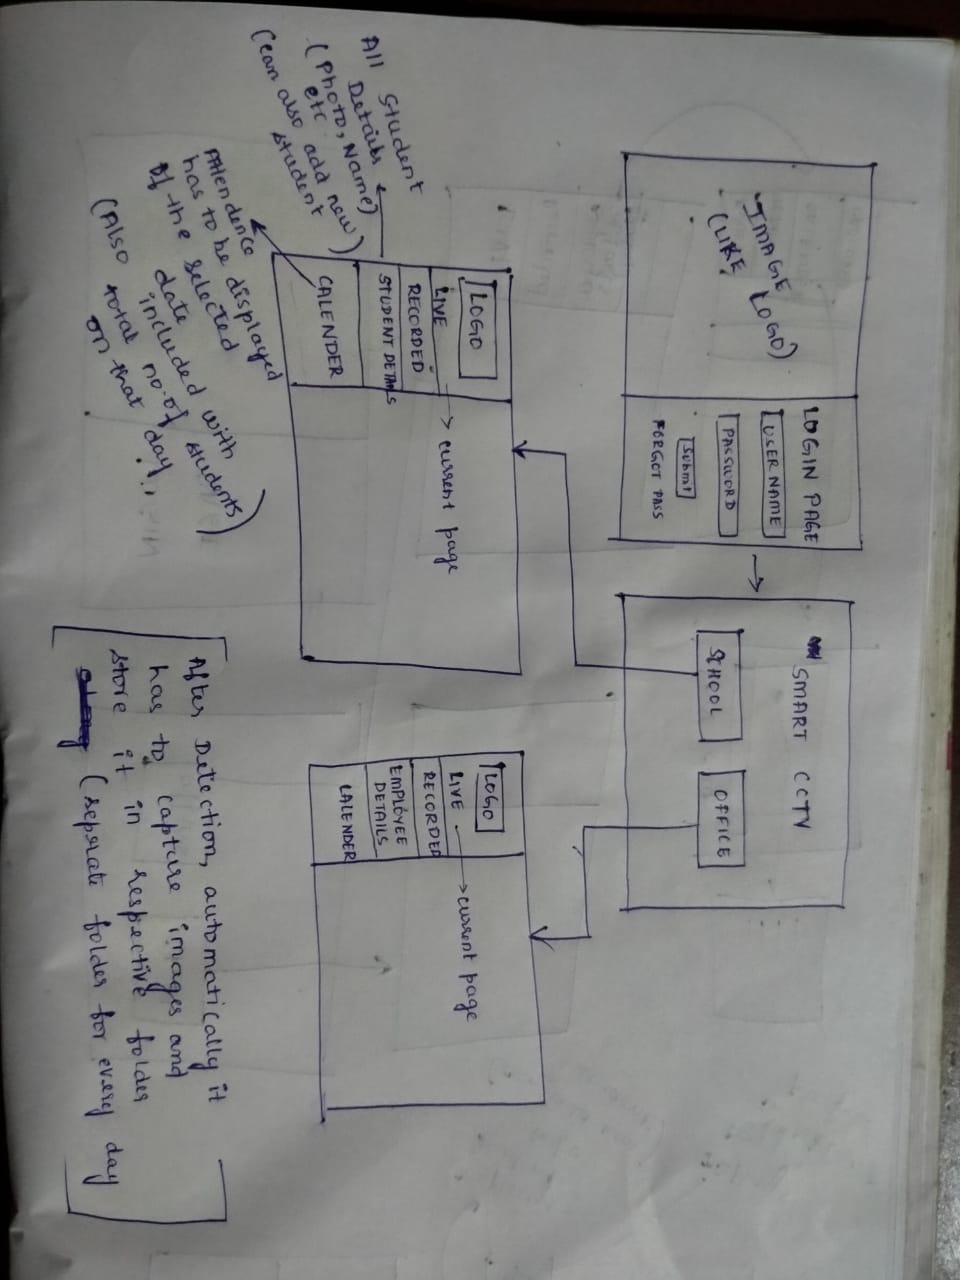 IMAGE
(LIKE LOGO)
LOGIN PAGE
USER NAME
PASSWORD
Submit
FORGOT PASS
SMART CCTV
SCHOOL
OFFICE
LOGO
LIVE
current page
RECORDED
STUDENT DETAILS
CALENDER
LOGO
LIVE
current page
RECORDED
EMPLOYEE
DETAILS
CALENDER
All Student
Details
(Photo, Name)
etc
(can also add new)
student
Attendence
has to be displayed
of the selected
date
(Also included with
total no.of students)
on that day...
After Detection, automatically it
has to capture images and
store it in respective folder
(seprate folder for every day